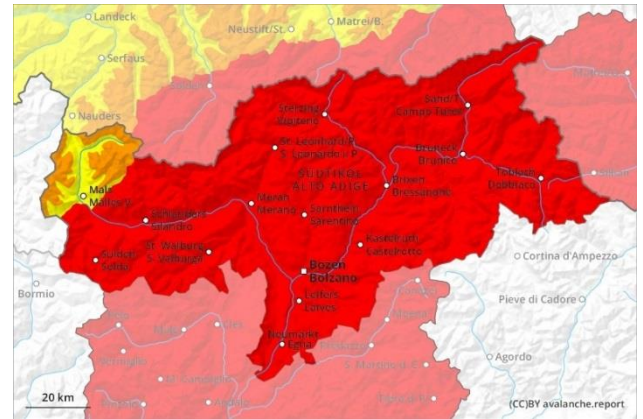 Landeck
Neustift/St.
Matrei/B.
Serfaus
Nauders
Sterzing
Vipiteno
Sand/T.
Campo Tures
St. Leonhard/P.
S. Leonardo i. P.
SÜDTIROL
ALTO ADIGE
Bruneck
Brunico
Toblach
Dobbiaco
Brixen
Bressanone
Mals
Malles V.
Meran
Merano
Sarnthein
Sarentino
Schlanders
Silandro
St. Walburg
S. Valburga
Kastelruth
Castelrotto
Sulden
Solda
Bozen
Bolzano
Cortina d'Ampezzo
Bormio
Leifers
Laives
Pieve di Cadore
Neumarkt
Egna
Cles
Agordo
20 km
(CC)BY avalanche.report